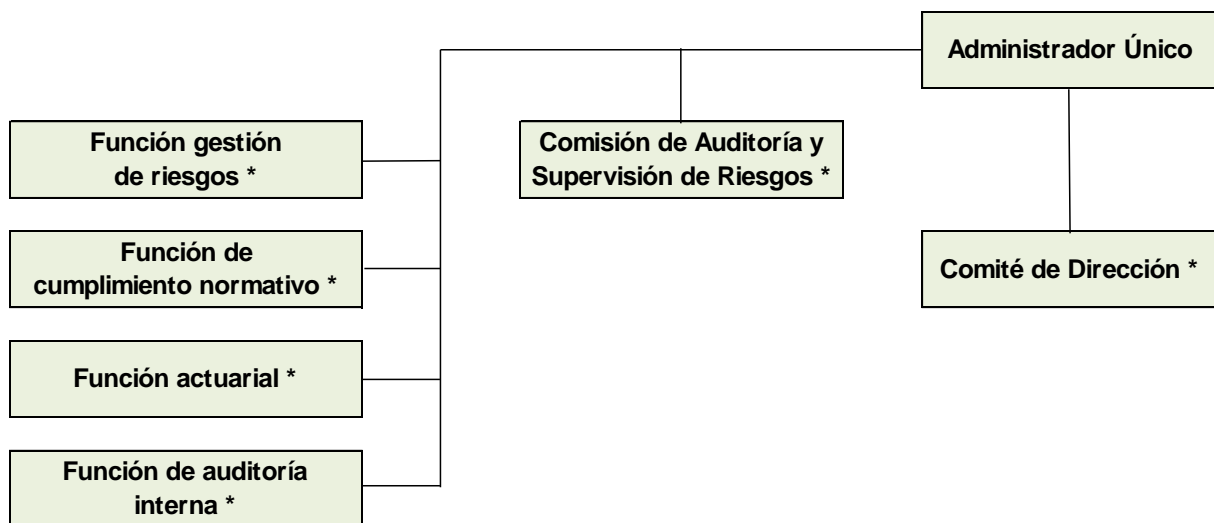 Administrador Único
Función gestión
de riesgos *
Comisión de Auditoría y
Supervisión de Riesgos *
Función de
cumplimiento normativo *
Comité de Dirección *
Función actuarial *
Función de auditoría
interna *